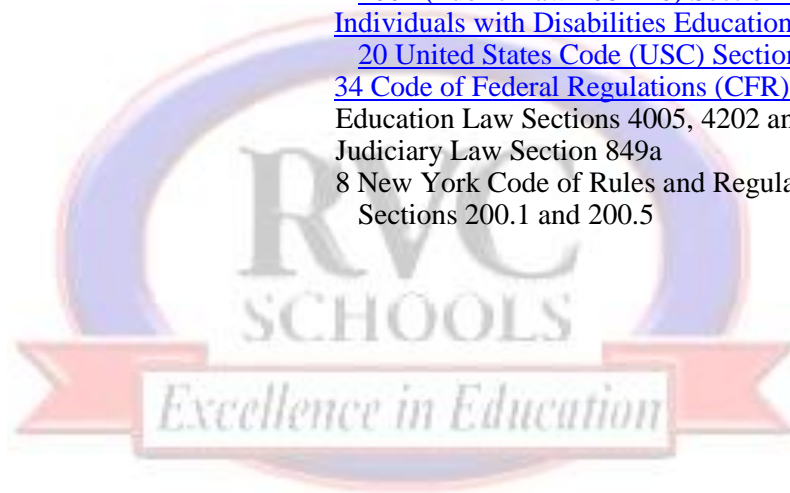 Individuals with Disabilities Education
20 United States Code (USC) Section
34 Code of Federal Regulations (CFR)
Education Law Sections 4005, 4202 an
Judiciary Law Section 849a
8 New York Code of Rules and Regula
Sections 200.1 and 200.5
RVC
SCHOOLS
Excellence in Education